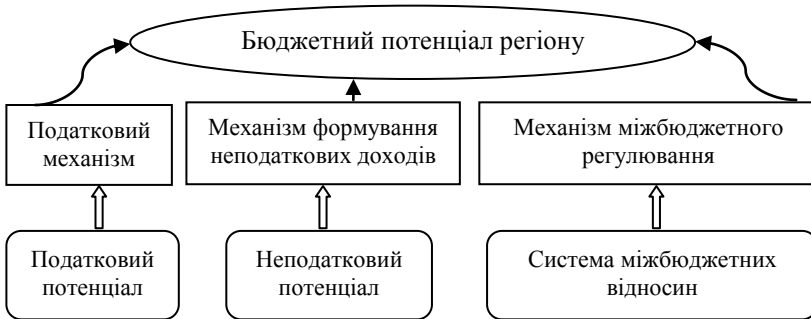 Бюджетний потенціал регіону
Податковий
механізм
Механізм формування
неподаткових доходів
Механізм міжбюджетного
регулювання
Податковий
потенціал
Неподатковий
потенціал
Система міжбюджетних
відносин